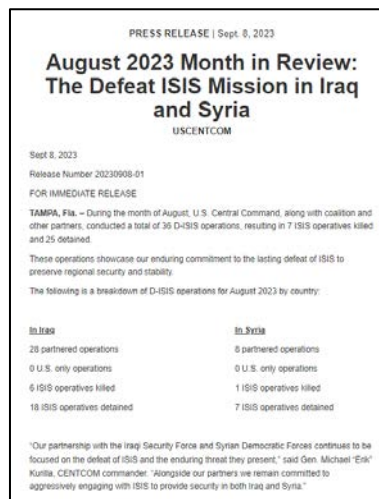 PRESS RELEASE | Sept. 8, 2023
August 2023 Month in Review:
The Defeat ISIS Mission in Iraq
and Syria
USCENTCOM
Sept 8, 2023
Release Number 20230908-01
FOR IMMEDIATE RELEASE
TAMPA, Fla. – During the month of August, U.S. Central Command, along with coalition and
other partners, conducted a total of 36 D-ISIS operations, resulting in 7 ISIS operatives killed
and 25 detained.
These operations showcase our enduring commitment to the lasting defeat of ISIS to
preserve regional security and stability.
The following is a breakdown of D-ISIS operations for August 2023 by country:
In Iraq
28 partnered operations
0 U.S. only operations
6 ISIS operatives killed
18 ISIS operatives detained
In Syria
8 partnered operations
0 U.S. only operations
1 ISIS operatives killed
7 ISIS operatives detained
“Our partnership with the Iraqi Security Force and Syrian Democratic Forces continues to be
focused on the defeat of ISIS and the enduring threat they present,” said Gen. Michael “Erik”
Kurilla, CENTCOM commander. “Alongside our partners we remain committed to
aggressively engaging with ISIS to provide security in both Iraq and Syria.”